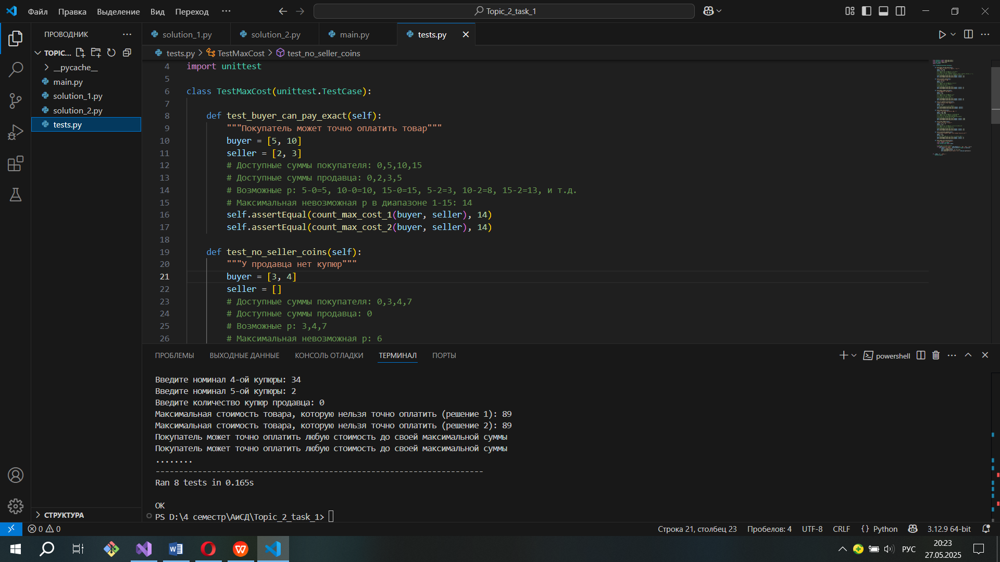 Файл Правка Выделение Вид Переход ··· Topic_2_task_1
ПРОВОДНИК ···
TOPIC...
__pycache__
main.py
solution_1.py
solution_2.py
tests.py
СТРУКТУРА
solution_1.py solution_2.py main.py tests.py
tests.py > TestMaxCost > test_no_seller_coins
4 import unittest
5
6 class TestMaxCost(unittest.TestCase):
7
8 def test_buyer_can_pay_exact(self):
9 """Покупатель может точно оплатить товар"""
10 buyer = [5, 10]
11 seller = [2, 3]
12 # Доступные суммы покупателя: 0,5,10,15
13 # Доступные суммы продавца: 0,2,3,5
14 # Возможные p: 5-0=5, 10-0=10, 15-0=15, 5-2=3, 10-2=8, 15-2=13, и т.д.
15 # Максимальная невозможная p в диапазоне 1-15: 14
16 self.assertEqual(count_max_cost_1(buyer, seller), 14)
17 self.assertEqual(count_max_cost_2(buyer, seller), 14)
18
19 def test_no_seller_coins(self):
20 """У продавца нет купюр"""
21 buyer = [3, 4]
22 seller = []
23 # Доступные суммы покупателя: 0,3,4,7
24 # Доступные суммы продавца: 0
25 # Возможные p: 3,4,7
26 # Максимальная невозможная p: 6
ПРОБЛЕМЫ ВЫХОДНЫЕ ДАННЫЕ КОНСОЛЬ ОТЛАДКИ ТЕРМИНАЛ ПОРТЫ powershell
Введите номинал 4-ой купюры: 34
Введите номинал 5-ой купюры: 2
Введите количество купюр продавца: 0
Максимальная стоимость товара, которую нельзя точно оплатить (решение 1): 89
Максимальная стоимость товара, которую нельзя точно оплатить (решение 2): 89
Покупатель может точно оплатить любую стоимость до своей максимальной суммы
Покупатель может точно оплатить любую стоимость до своей максимальной суммы
........
----------------------------------------------------------------------
Ran 8 tests in 0.165s
OK
PS D:\4 семестр\АиСД\Topic_2_task_1>
0 0 Строка 21, столбец 23 Пробелов: 4 UTF-8 CRLF {} Python 3.12.9 64-bit
РУС 20:23
27.05.2025